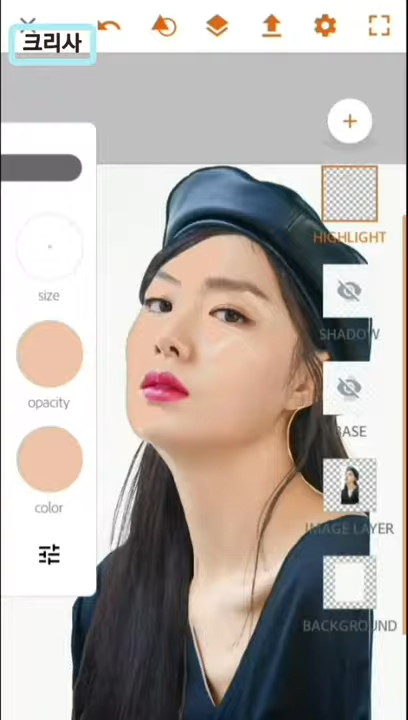 크리사
HIGHLIGHT
size
SHADOW
opacity
BASE
color
IMAGE LAYER
BACKGROUND